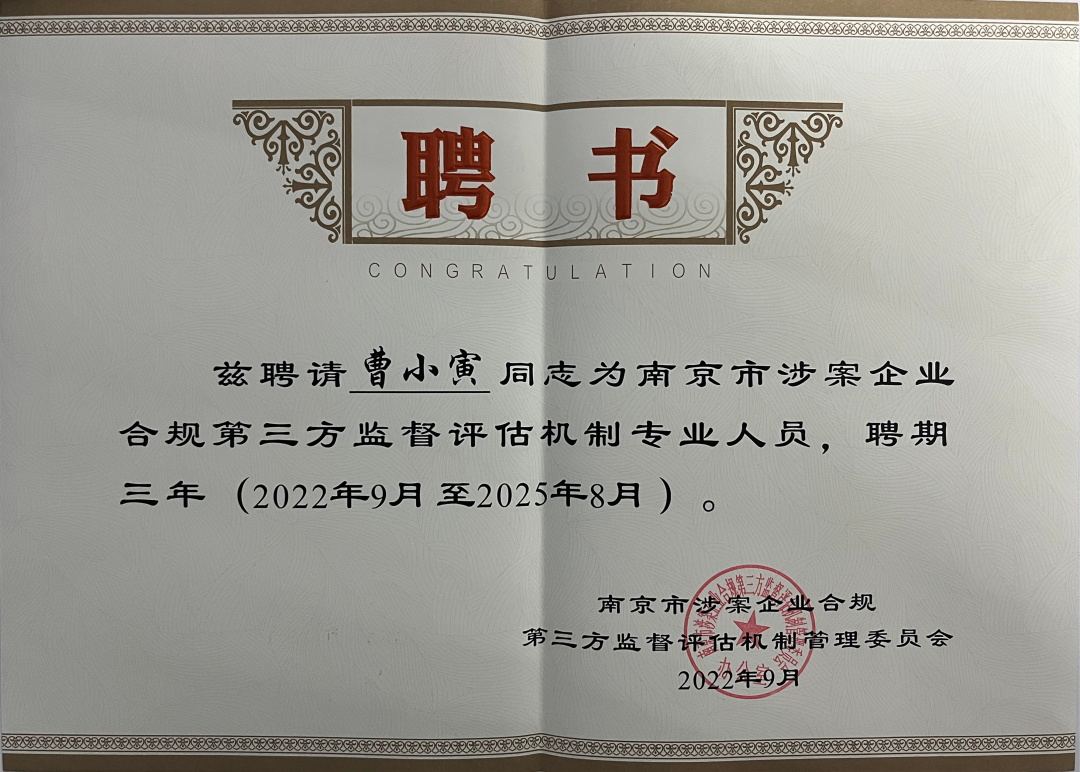 聘书
CONGRATULATION
兹聘请曹小寅同志为南京市涉案企业
合规第三方监督评估机制专业人员，聘期
三年（2022年9月至2025年8月）。
南京市涉案企业合规
第三方监督评估机制管理委员会
2022年9月
办公室